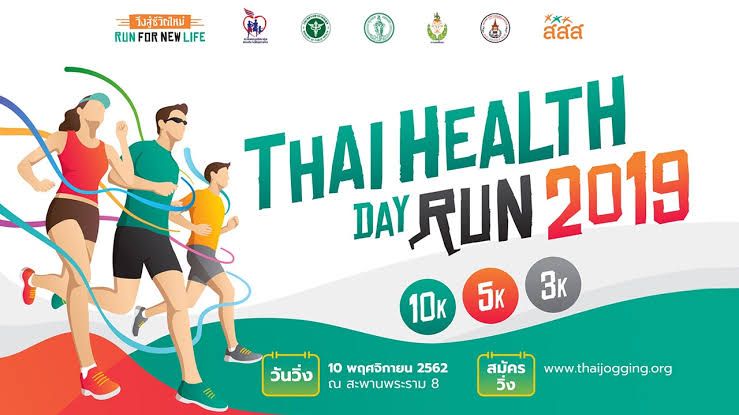 วิ่งสู่ชีวิตใหม่
RUN FOR NEW LIFE
สสส
THAI HEALTH
DAY RUN 2019
10K 5K 3K
วันวิ่ง
10 พฤศจิกายน 2562
ณ สะพานพระราม 8
สมัคร
วิ่ง
www.thaijogging.org